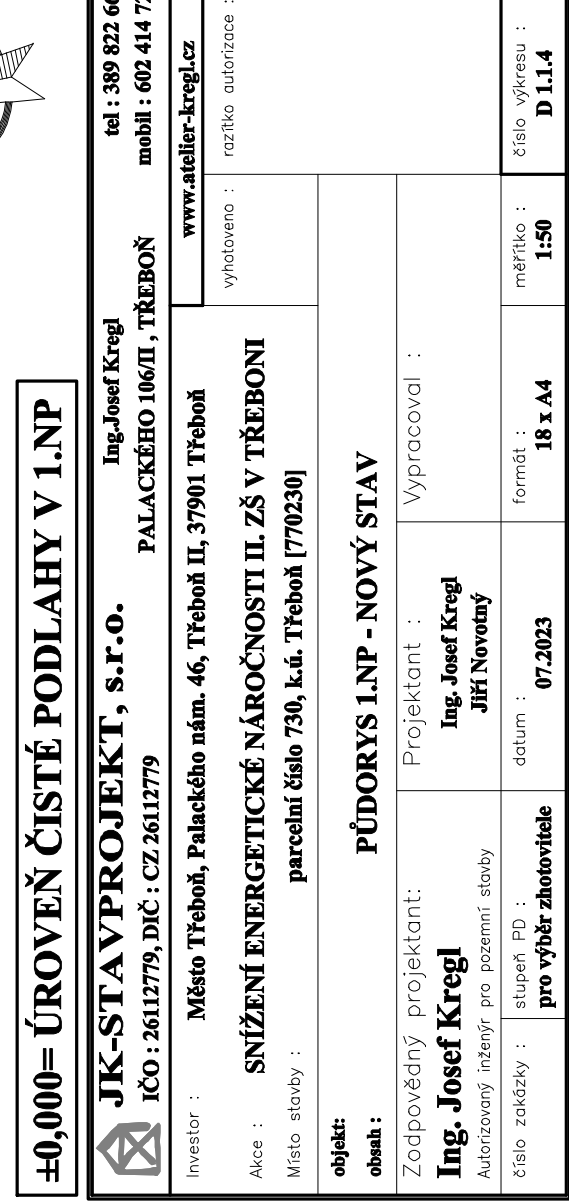 ±0,000= ÚROVEŇ ČISTÉ PODLAHY V 1.NP
JK-STAVPROJEKT, s.r.o.
IČO : 26112779, DIČ : CZ 26112779
Ing.Josef Kregl
PALACKÉHO 106/II , TŘEBOŇ
tel : 389 822 66
mobil : 602 414 7
www.atelier-kregl.cz
Investor :
Město Třeboň, Palackého nám. 46, Třeboň II, 37901 Třeboň
Akce :
SNÍŽENÍ ENERGETICKÉ NÁROČNOSTI II. ZŠ V TŘEBONI
Místo stavby :
parcelní číslo 730, k.ú. Třeboň [770230]
vyhotoveno :
razítko autorizace :
objekt:
obsah :
PŮDORYS 1.NP - NOVÝ STAV
Zodpovědný projektant:
Ing. Josef Kregl
Autorizovaný inženýr pro pozemní stavby
Projektant :
Ing. Josef Kregl
Jiří Novotný
Vypracoval :
číslo zakázky :
stupeň PD :
pro výběr zhotovitele
datum :
07.2023
formát :
18 x A4
měřítko :
1:50
číslo výkresu :
D 1.1.4